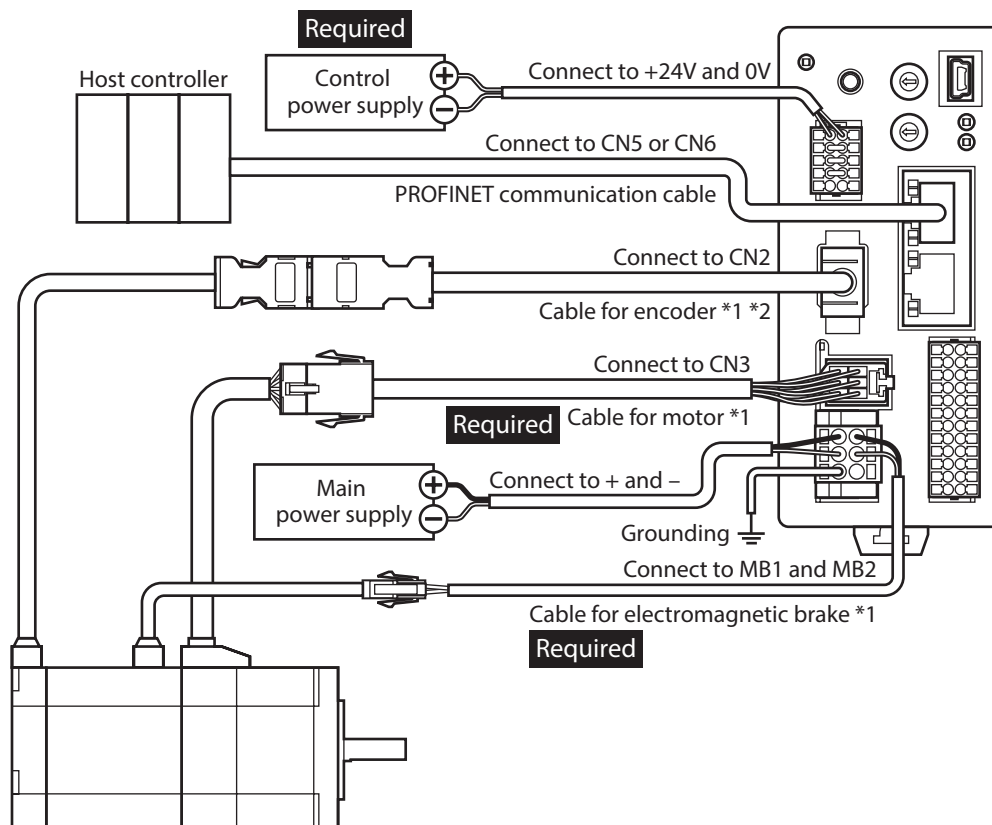 Required
Host controller
Control
power supply
Connect to +24V and 0V
Connect to CN5 or CN6
PROFINET communication cable
Connect to CN2
Cable for encoder *1 *2
Connect to CN3
Required
Cable for motor *1
Main
power supply
Connect to + and –
Grounding
Connect to MB1 and MB2
Cable for electromagnetic brake *1
Required